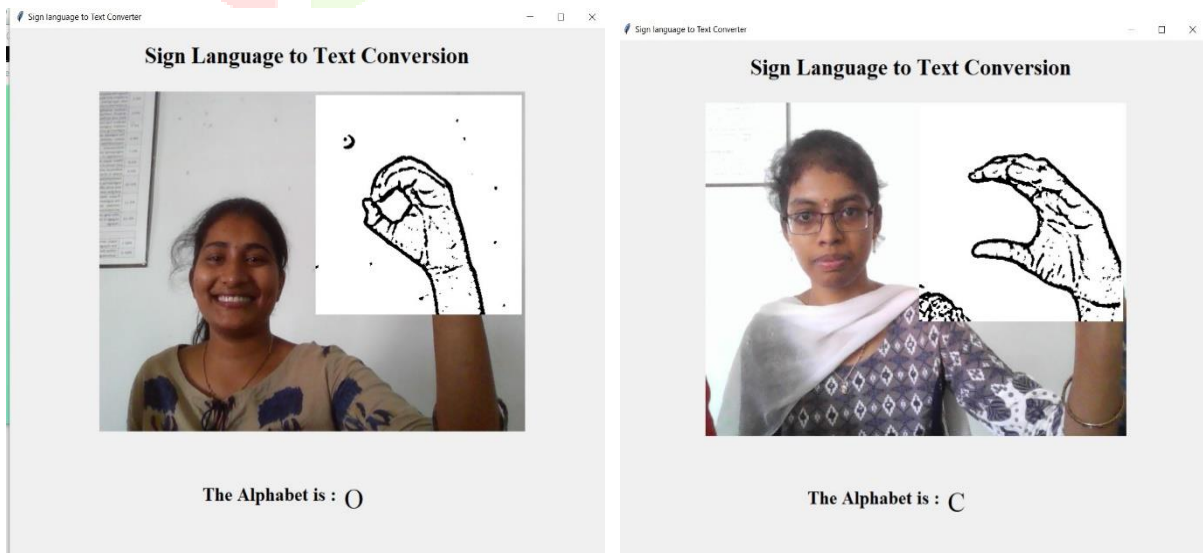 Sign language to Text Converter
Sign Language to Text Conversion
The Alphabet is : O
Sign language to Text Converter
Sign Language to Text Conversion
The Alphabet is : C